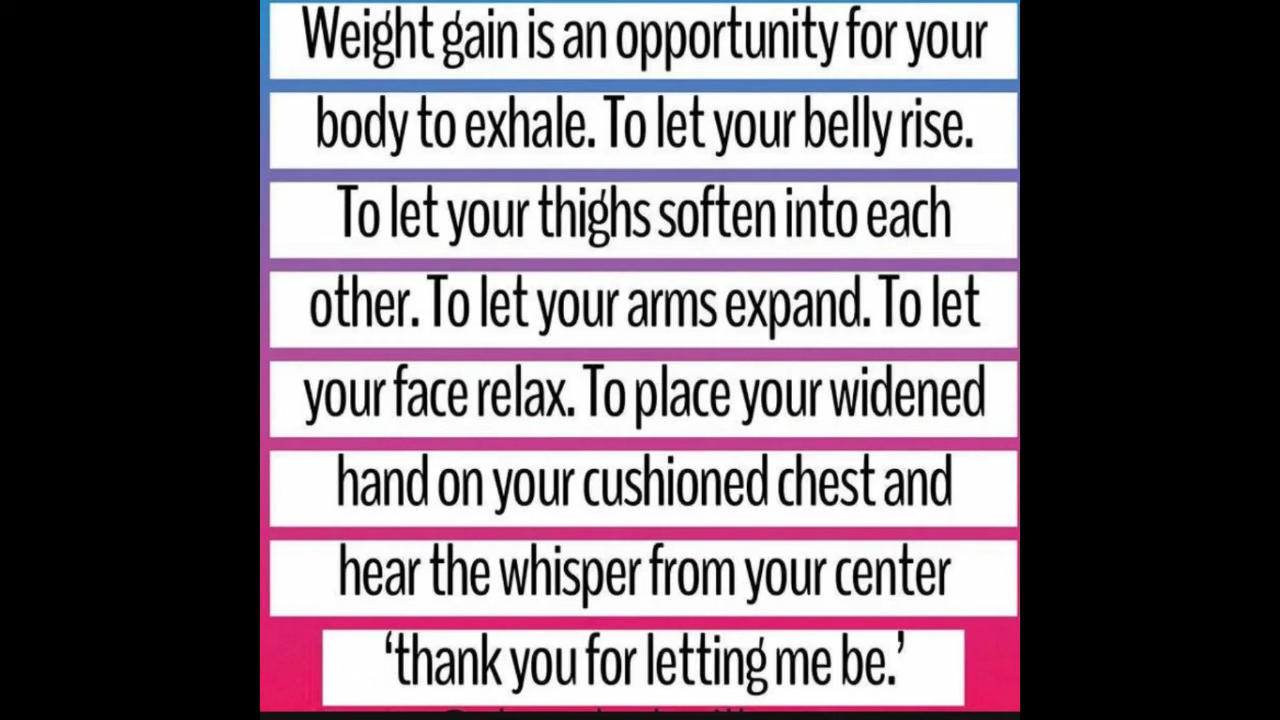 Weight gain is an opportunity for your
body to exhale. To let your belly rise.
To let your thighs soften into each
other. To let your arms expand. To let
your face relax. To place your widened
hand on your cushioned chest and
hear the whisper from your center
‘thank you for letting me be.’